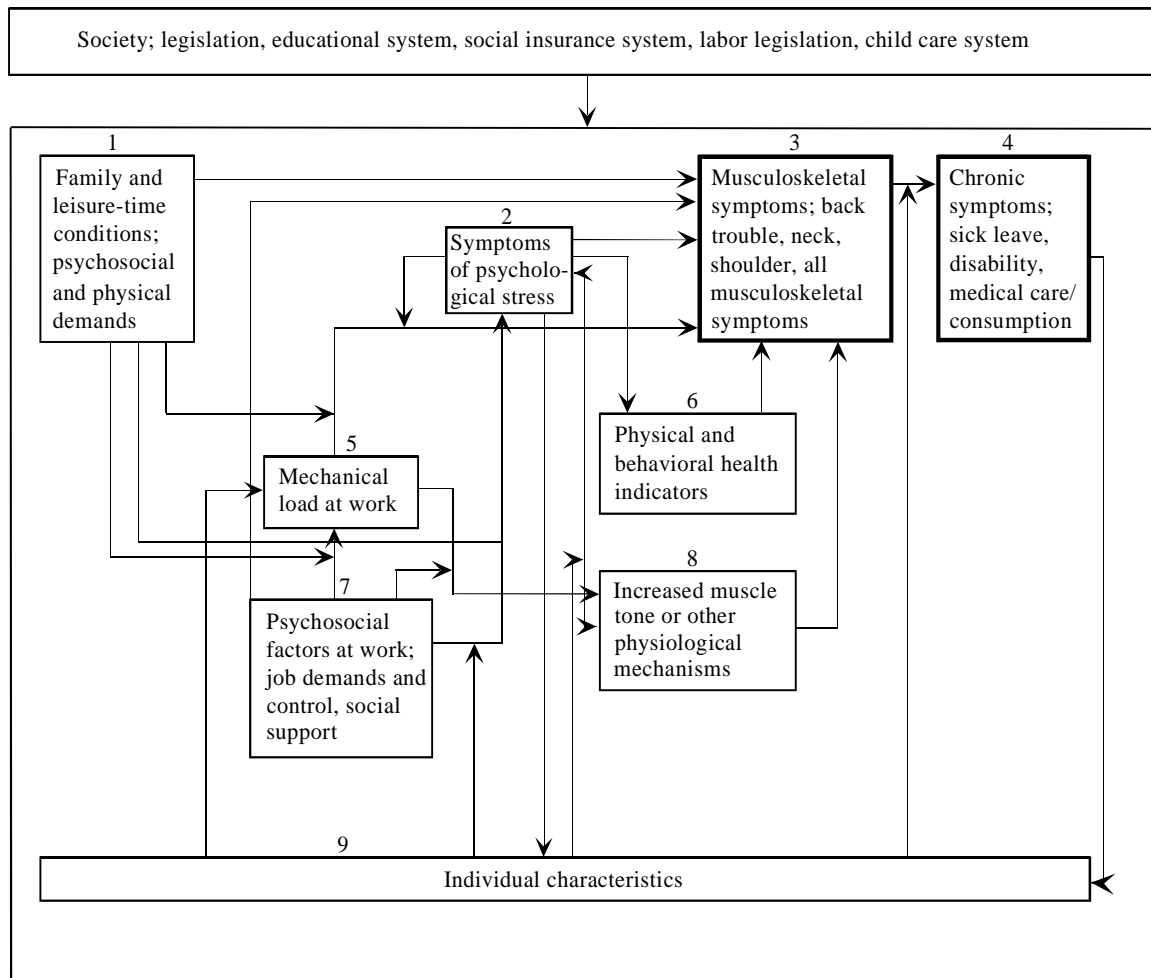 Society; legislation, educational system, social insurance system, labor legislation, child care system
1
Family and
leisure-time
conditions;
psychosocial
and physical
demands
2
Symptoms
of psycholo-
gical stress
3
Musculoskeletal
symptoms; back
trouble, neck,
shoulder, all
musculoskeletal
symptoms
4
Chronic
symptoms;
sick leave,
disability,
medical care/
consumption
5
Mechanical
load at work
6
Physical and
behavioral health
indicators
7
Psychosocial
factors at work;
job demands and
control, social
support
8
Increased muscle
tone or other
physiological
mechanisms
9
Individual characteristics